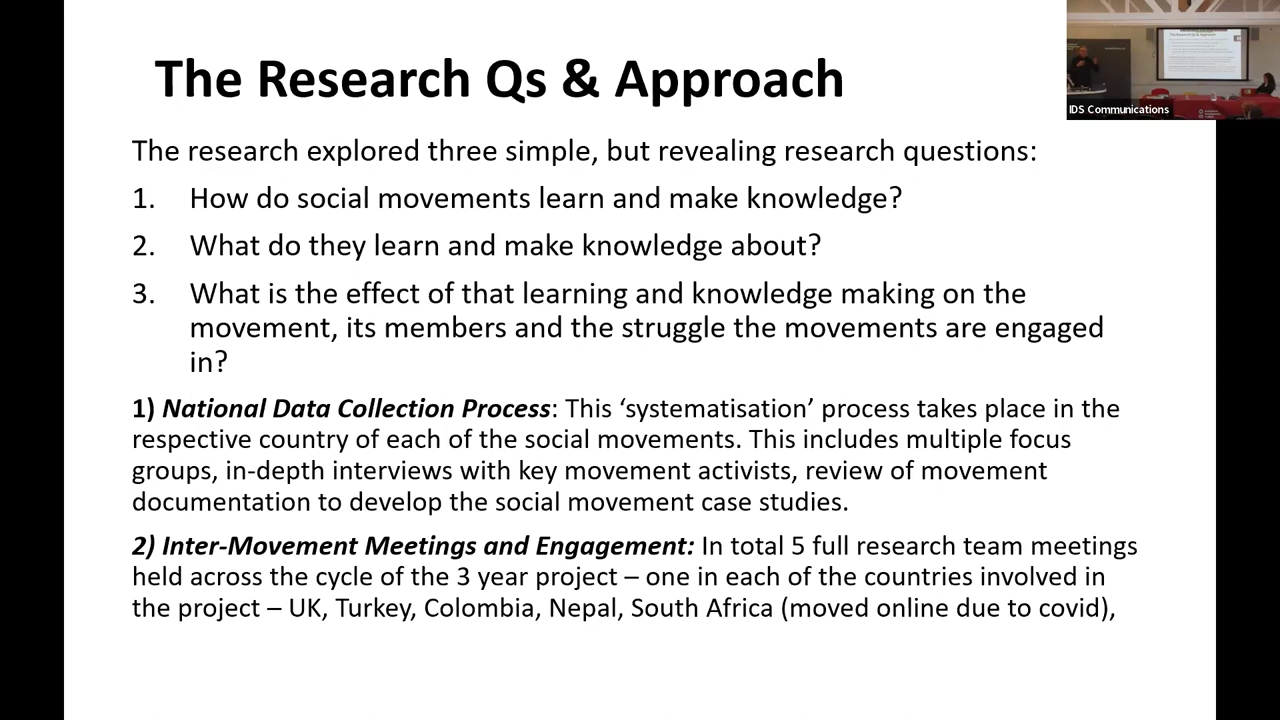 The Research Qs & Approach
IDS Communications
The research explored three simple, but revealing research questions:
1. How do social movements learn and make knowledge?
2. What do they learn and make knowledge about?
3. What is the effect of that learning and knowledge making on the
movement, its members and the struggle the movements are engaged
in?
1) National Data Collection Process: This ‘systematisation’ process takes place in the
respective country of each of the social movements. This includes multiple focus
groups, in-depth interviews with key movement activists, review of movement
documentation to develop the social movement case studies.
2) Inter-Movement Meetings and Engagement: In total 5 full research team meetings
held across the cycle of the 3 year project – one in each of the countries involved in
the project – UK, Turkey, Colombia, Nepal, South Africa (moved online due to covid),